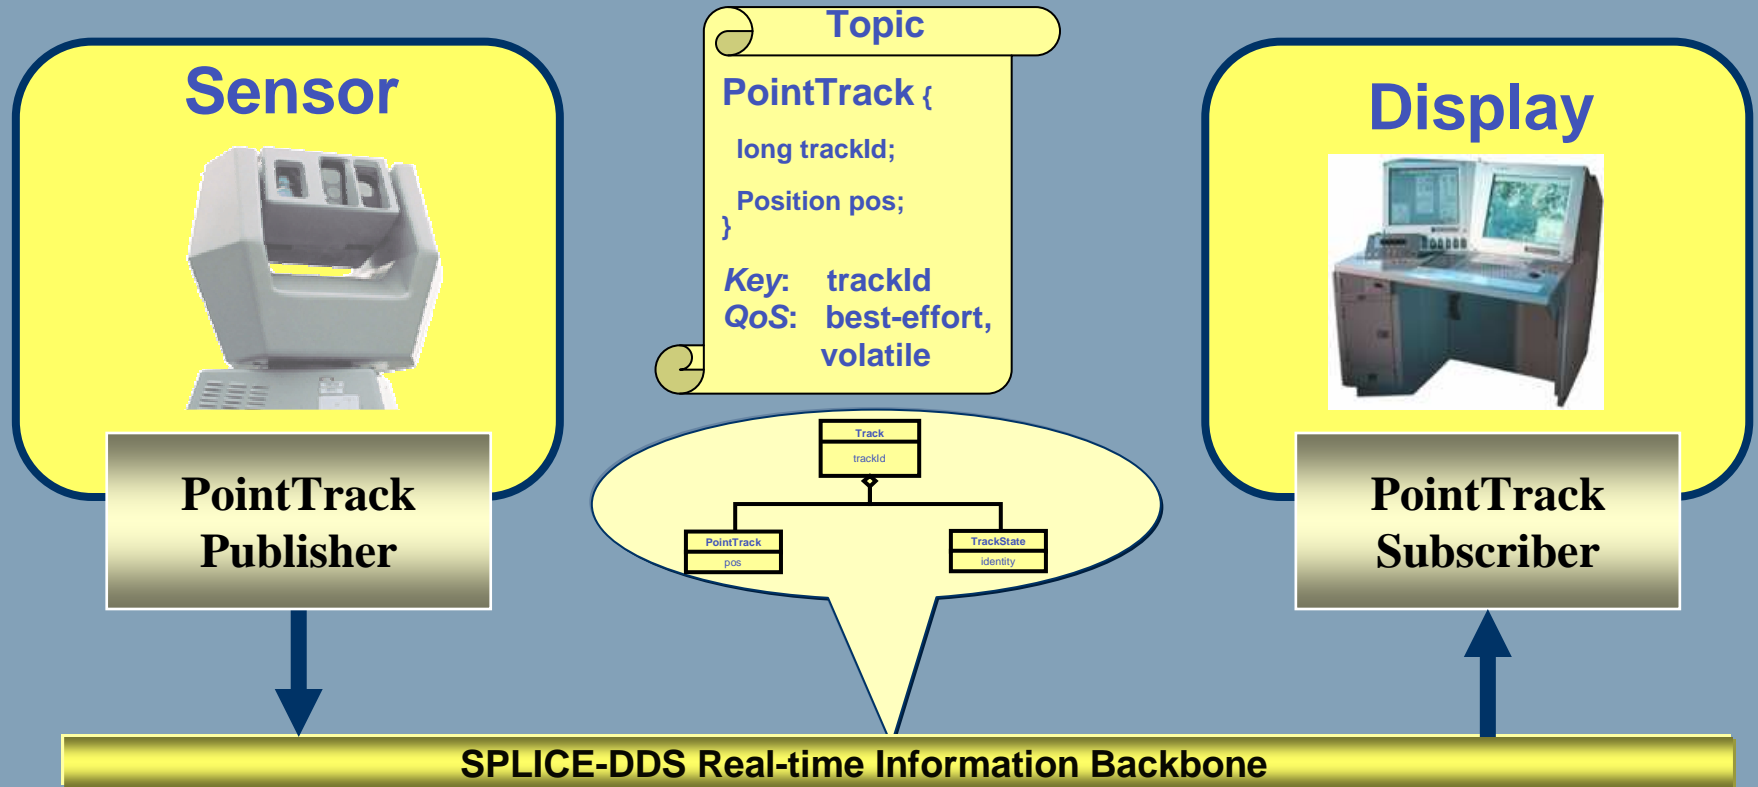 Sensor
PointTrack
Publisher
Topic
PointTrack {
long trackId;
Position pos;
}
Key: trackId
QoS: best-effort,
volatile
Track
trackId
PointTrack
pos
TrackState
identity
Display
PointTrack
Subscriber
SPLICE-DDS Real-time Information Backbone